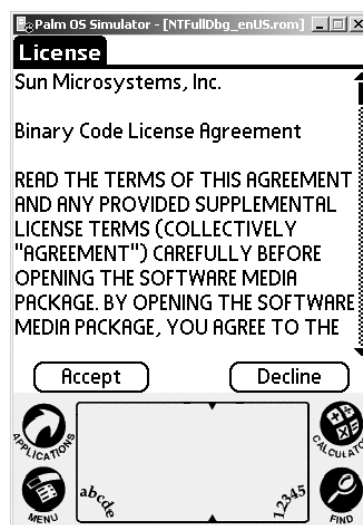 Palm OS Simulator - [NTFullDbg_enUS.rom]
License
Sun Microsystems, Inc.
Binary Code License Agreement
READ THE TERMS OF THIS AGREEMENT
AND ANY PROVIDED SUPPLEMENTAL
LICENSE TERMS (COLLECTIVELY
"AGREEMENT") CAREFULLY BEFORE
OPENING THE SOFTWARE MEDIA
PACKAGE. BY OPENING THE SOFTWARE
MEDIA PACKAGE, YOU AGREE TO THE
Accept Decline
APPLICATIONS CALCULATOR
MENU abcde 12345 FIND